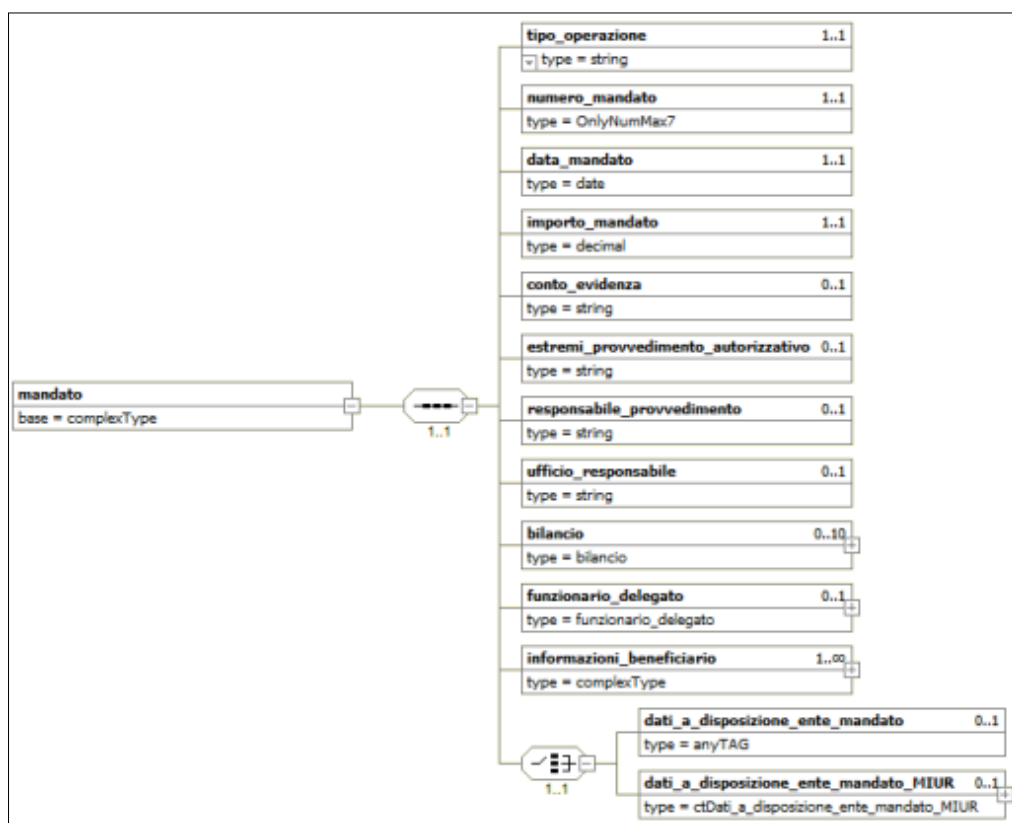 tipo_operazione 1..1
type = string
numero_mandato 1..1
type = OnlyNumMax7
data_mandato 1..1
type = date
importo_mandato 1..1
type = decimal
conto_evidenza 0..1
type = string
estremi_provvedimento_autorizzativo 0..1
type = string
mandato
base = complexType
1..1
responsabile_provvedimento 0..1
type = string
ufficio_responsabile 0..1
type = string
bilancio 0..10
type = bilancio
funzionario_delegato 0..1
type = funzionario_delegato
informazioni_beneficiario 1..∞
type = complexType
1..1
dati_a_disposizione_ente_mandato 0..1
type = anyTAG
dati_a_disposizione_ente_mandato_MIUR 0..1
type = ctDati_a_disposizione_ente_mandato_MIUR